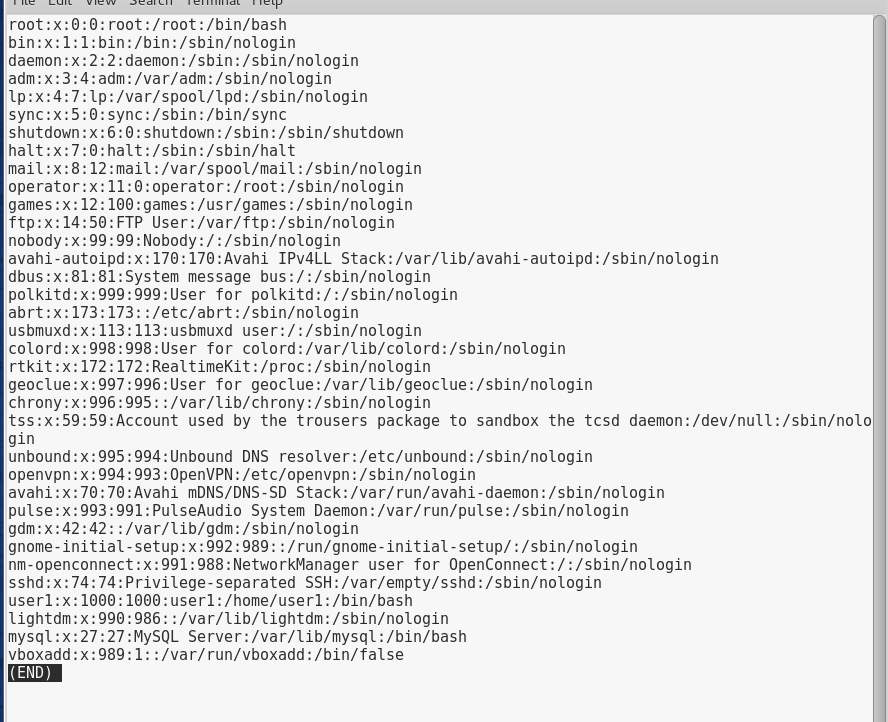 File Edit View Search Terminal Help
root:x:0:0:root:/root:/bin/bash
bin:x:1:1:bin:/bin:/sbin/nologin
daemon:x:2:2:daemon:/sbin:/sbin/nologin
adm:x:3:4:adm:/var/adm:/sbin/nologin
lp:x:4:7:lp:/var/spool/lpd:/sbin/nologin
sync:x:5:0:sync:/sbin:/bin/sync
shutdown:x:6:0:shutdown:/sbin:/sbin/shutdown
halt:x:7:0:halt:/sbin:/sbin/halt
mail:x:8:12:mail:/var/spool/mail:/sbin/nologin
operator:x:11:0:operator:/root:/sbin/nologin
games:x:12:100:games:/usr/games:/sbin/nologin
ftp:x:14:50:FTP User:/var/ftp:/sbin/nologin
nobody:x:99:99:Nobody:/:/sbin/nologin
avahi-autoipd:x:170:170:Avahi IPv4LL Stack:/var/lib/avahi-autoipd:/sbin/nologin
dbus:x:81:81:System message bus:/:/sbin/nologin
polkitd:x:999:999:User for polkitd:/:/sbin/nologin
abrt:x:173:173::/etc/abrt:/sbin/nologin
usbmuxd:x:113:113:usbmuxd user:/:/sbin/nologin
colord:x:998:998:User for colord:/var/lib/colord:/sbin/nologin
rtkit:x:172:172:RealtimeKit:/proc:/sbin/nologin
geoclue:x:997:996:User for geoclue:/var/lib/geoclue:/sbin/nologin
chrony:x:996:995::/var/lib/chrony:/sbin/nologin
tss:x:59:59:Account used by the trousers package to sandbox the tcsd daemon:/dev/null:/sbin/nolo
gin
unbound:x:995:994:Unbound DNS resolver:/etc/unbound:/sbin/nologin
openvpn:x:994:993:OpenVPN:/etc/openvpn:/sbin/nologin
avahi:x:70:70:Avahi mDNS/DNS-SD Stack:/var/run/avahi-daemon:/sbin/nologin
pulse:x:993:991:PulseAudio System Daemon:/var/run/pulse:/sbin/nologin
gdm:x:42:42::/var/lib/gdm:/sbin/nologin
gnome-initial-setup:x:992:989::/run/gnome-initial-setup/:/sbin/nologin
nm-openconnect:x:991:988:NetworkManager user for OpenConnect:/:/sbin/nologin
sshd:x:74:74:Privilege-separated SSH:/var/empty/sshd:/sbin/nologin
user1:x:1000:1000:user1:/home/user1:/bin/bash
lightdm:x:990:986::/var/lib/lightdm:/sbin/nologin
mysql:x:27:27:MySQL Server:/var/lib/mysql:/bin/bash
vboxadd:x:989:1::/var/run/vboxadd:/bin/false
(END)